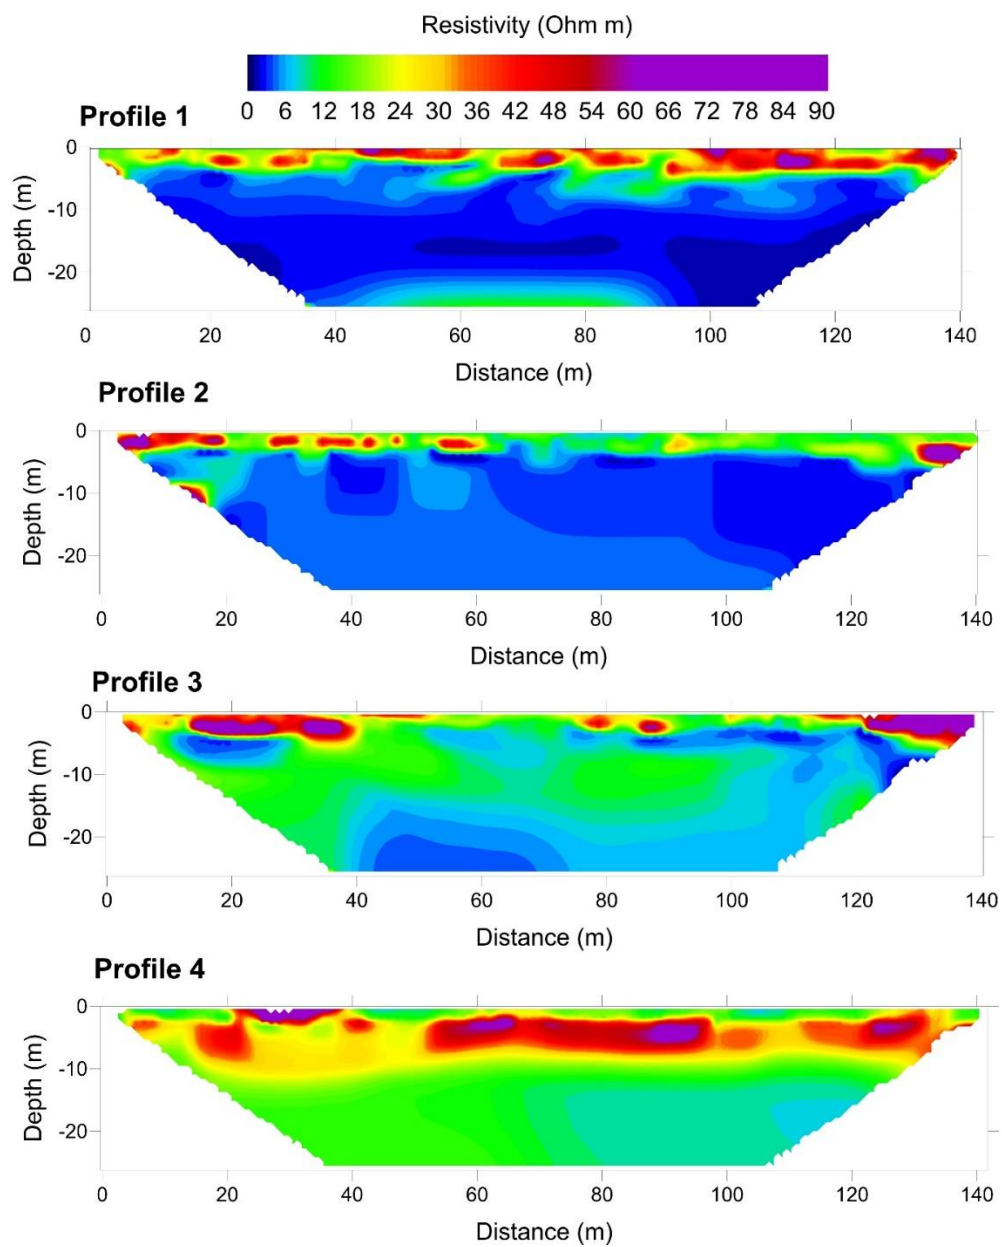 Resistivity (Ohm m)
0 6 12 18 24 30 36 42 48 54 60 66 72 78 84 90
Profile 1
Depth (m)
0
-10
-20
0 20 40 60 80 100 120 140
Distance (m)
Profile 2
Depth (m)
0
-10
-20
0 20 40 60 80 100 120 140
Distance (m)
Profile 3
Depth (m)
0
-10
-20
0 20 40 60 80 100 120 140
Distance (m)
Profile 4
Depth (m)
0
-10
-20
0 20 40 60 80 100 120 140
Distance (m)